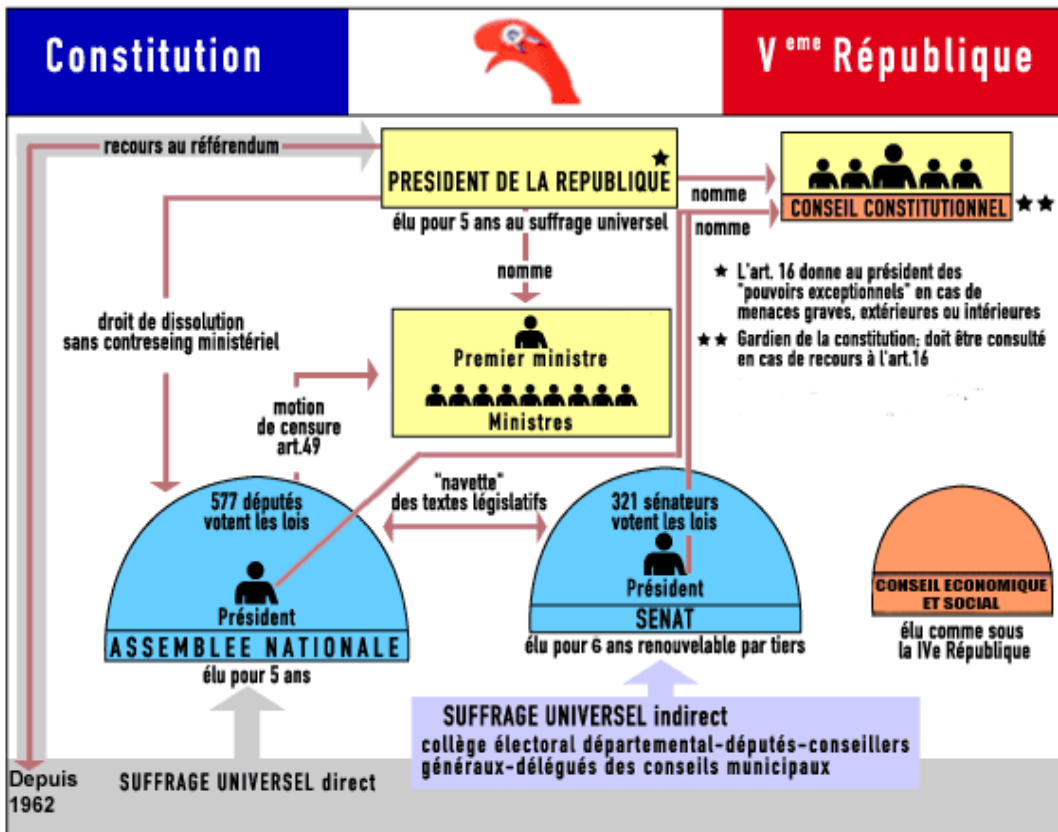 Constitution
V eme République
recours au référendum
PRESIDENT DE LA REPUBLIQUE
élu pour 5 ans au suffrage universel
nomme
nomme
CONSEIL CONSTITUTIONNEL
nomme
droit de dissolution
sans contreseing ministériel
★ L'art. 16 donne au président des
"pouvoirs exceptionnels" en cas de
menaces graves, extérieures ou intérieures
★★ Gardien de la constitution; doit être consulté
en cas de recours à l'art.16
Premier ministre
Ministres
motion
de censure
art.49
577 députés
votent les lois
Président
ASSEMBLEE NATIONALE
élu pour 5 ans
"navette"
des textes législatifs
321 sénateurs
votent les lois
Président
SENAT
élu pour 6 ans renouvelable par tiers
CONSEIL ECONOMIQUE
ET SOCIAL
élu comme sous
la IVe République
SUFFRAGE UNIVERSEL indirect
collège électoral départemental-députés-conseillers
généraux-délégués des conseils municipaux
Depuis
1962
SUFFRAGE UNIVERSEL direct